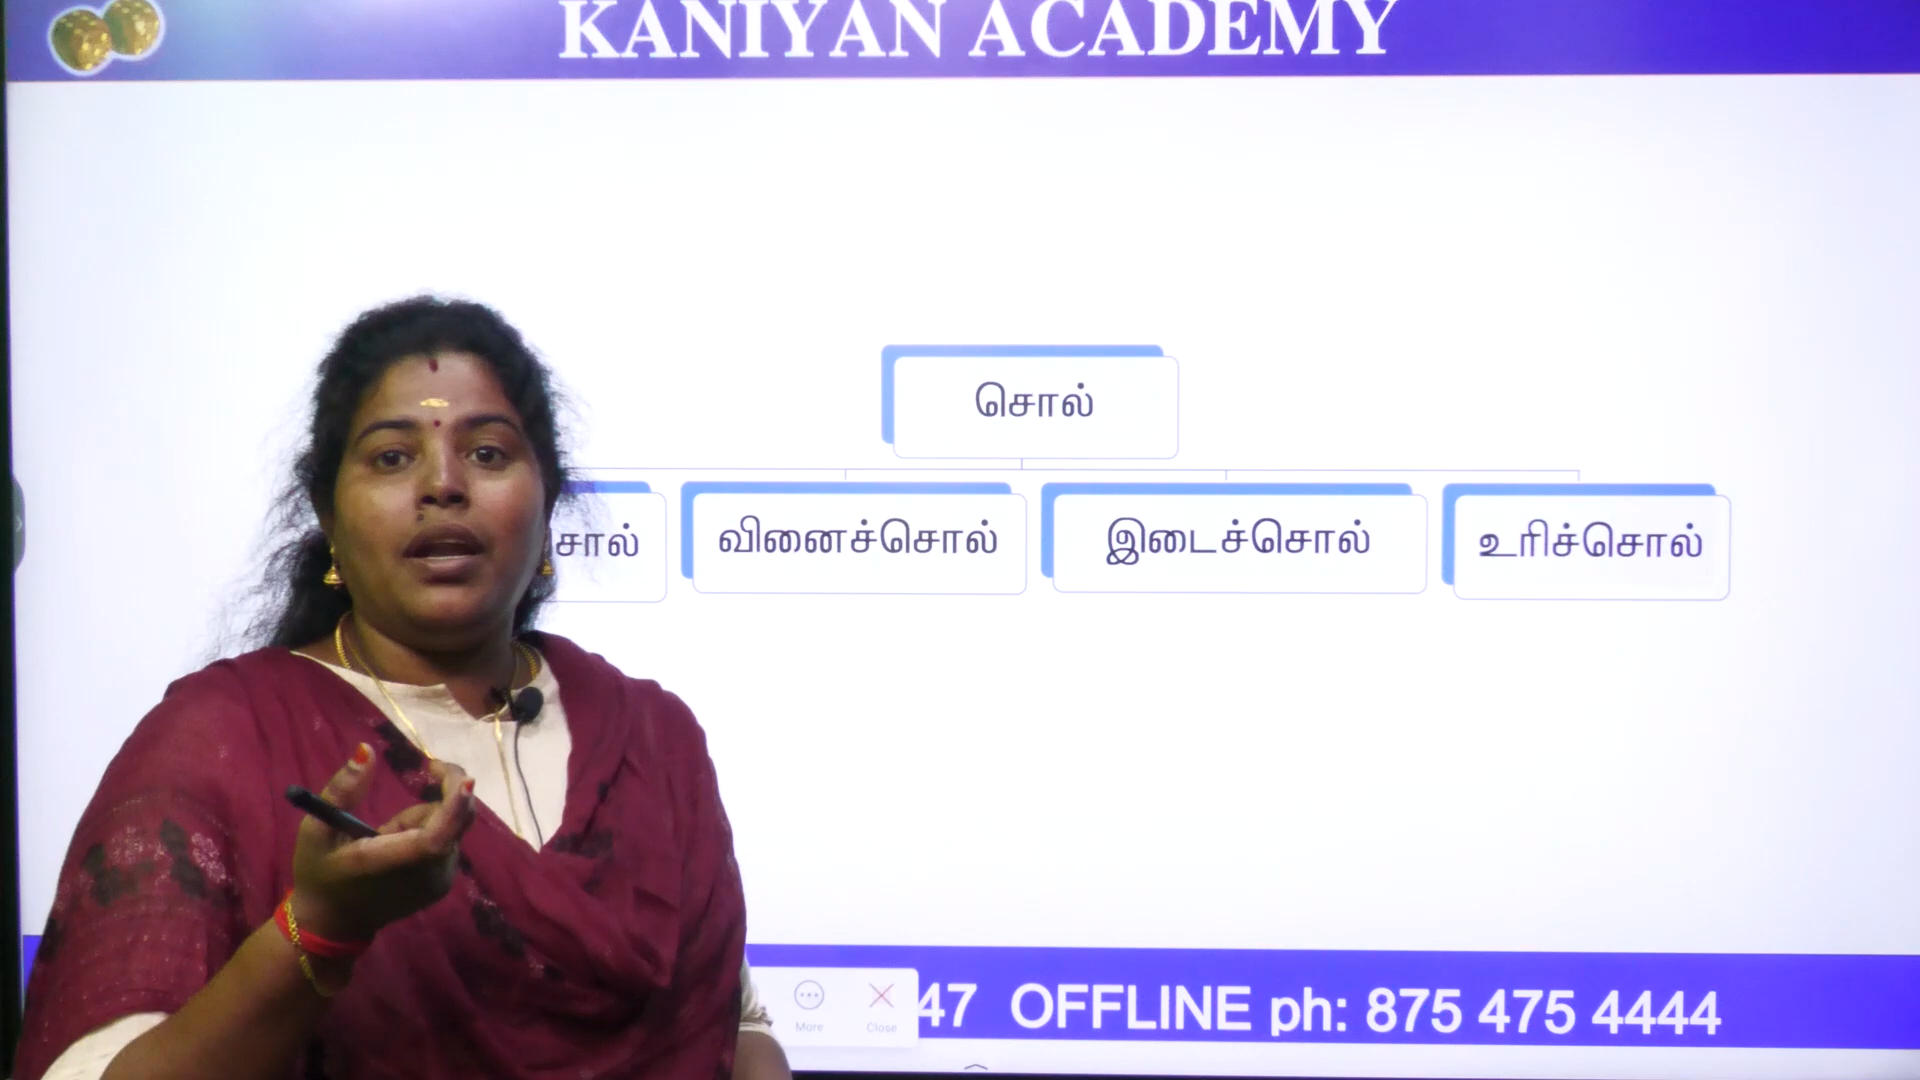 KANIYAN ACADEMY
சொல்
வினைச்சொல் இடைச்சொல் உரிச்சொல்
More Close
47 OFFLINE ph: 875 475 4444